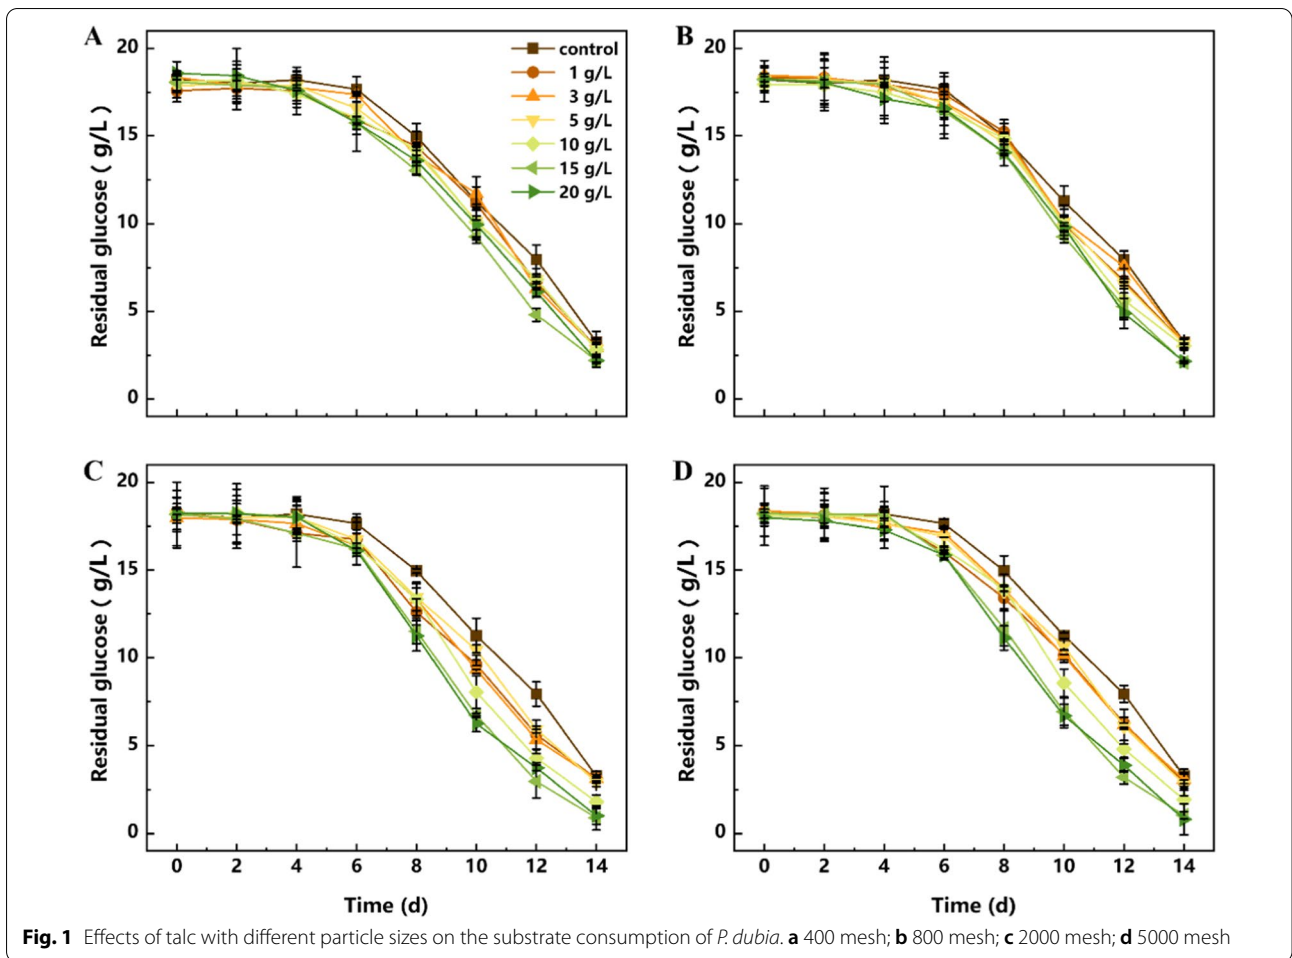 A
20
15
10
5
0
Residual glucose ( g/L )
control
1 g/L
3 g/L
5 g/L
10 g/L
15 g/L
20 g/L
B
20
15
10
5
0
Residual glucose ( g/L )
C
20
15
10
5
0
Residual glucose ( g/L )
0 2 4 6 8 10 12 14
Time (d)
D
20
15
10
5
0
Residual glucose ( g/L )
0 2 4 6 8 10 12 14
Time (d)
Fig. 1 Effects of talc with different particle sizes on the substrate consumption of P. dubia. a 400 mesh; b 800 mesh; c 2000 mesh; d 5000 mesh